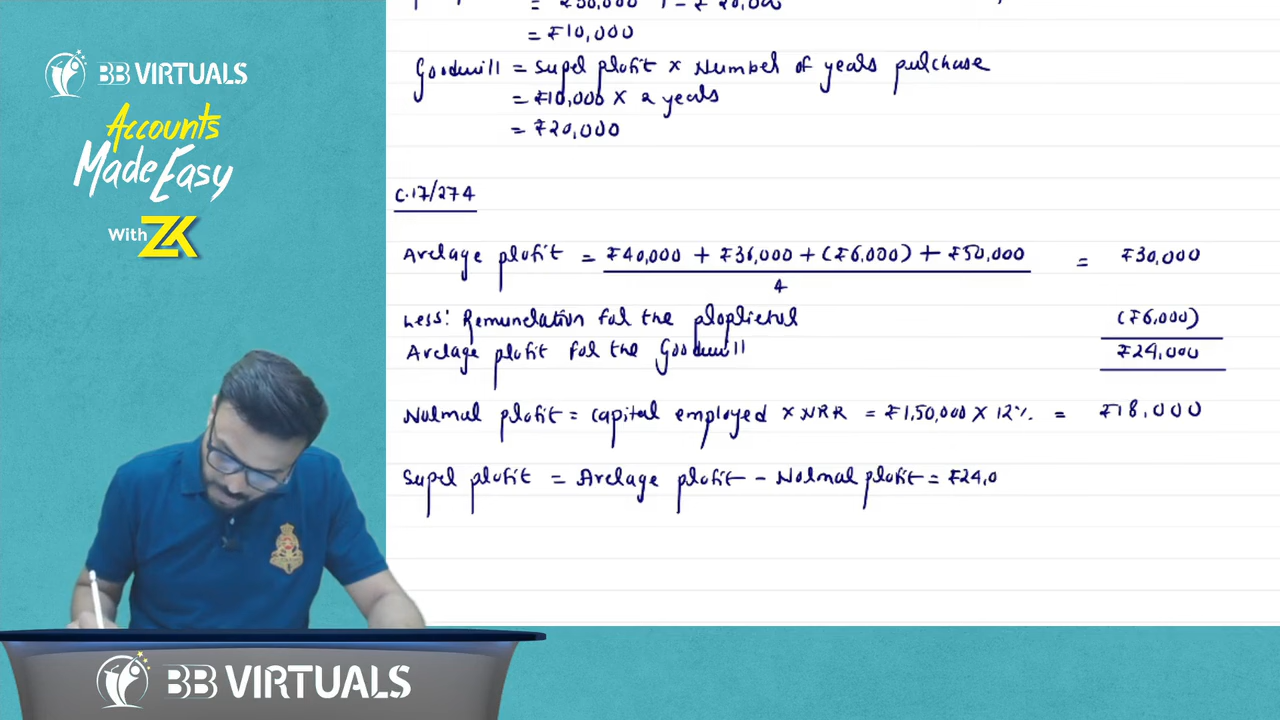 BB VIRTUALS
Accounts
Made Easy
With ZK
= ₹10,000
Goodwill = Super profit × Number of years purchase
= ₹10,000 × 2 years
= ₹20,000
C.17/274
Average profit = ₹40,000 + ₹36,000 + (₹6,000) + ₹50,000 = ₹30,000
4
Less: Remuneration for the proprietor (₹6,000)
Average profit for the Goodwill ₹24,000
Normal profit = Capital employed × NRR = ₹1,50,000 × 12% = ₹18,000
Super profit = Average profit - Normal profit = ₹24,0
BB VIRTUALS